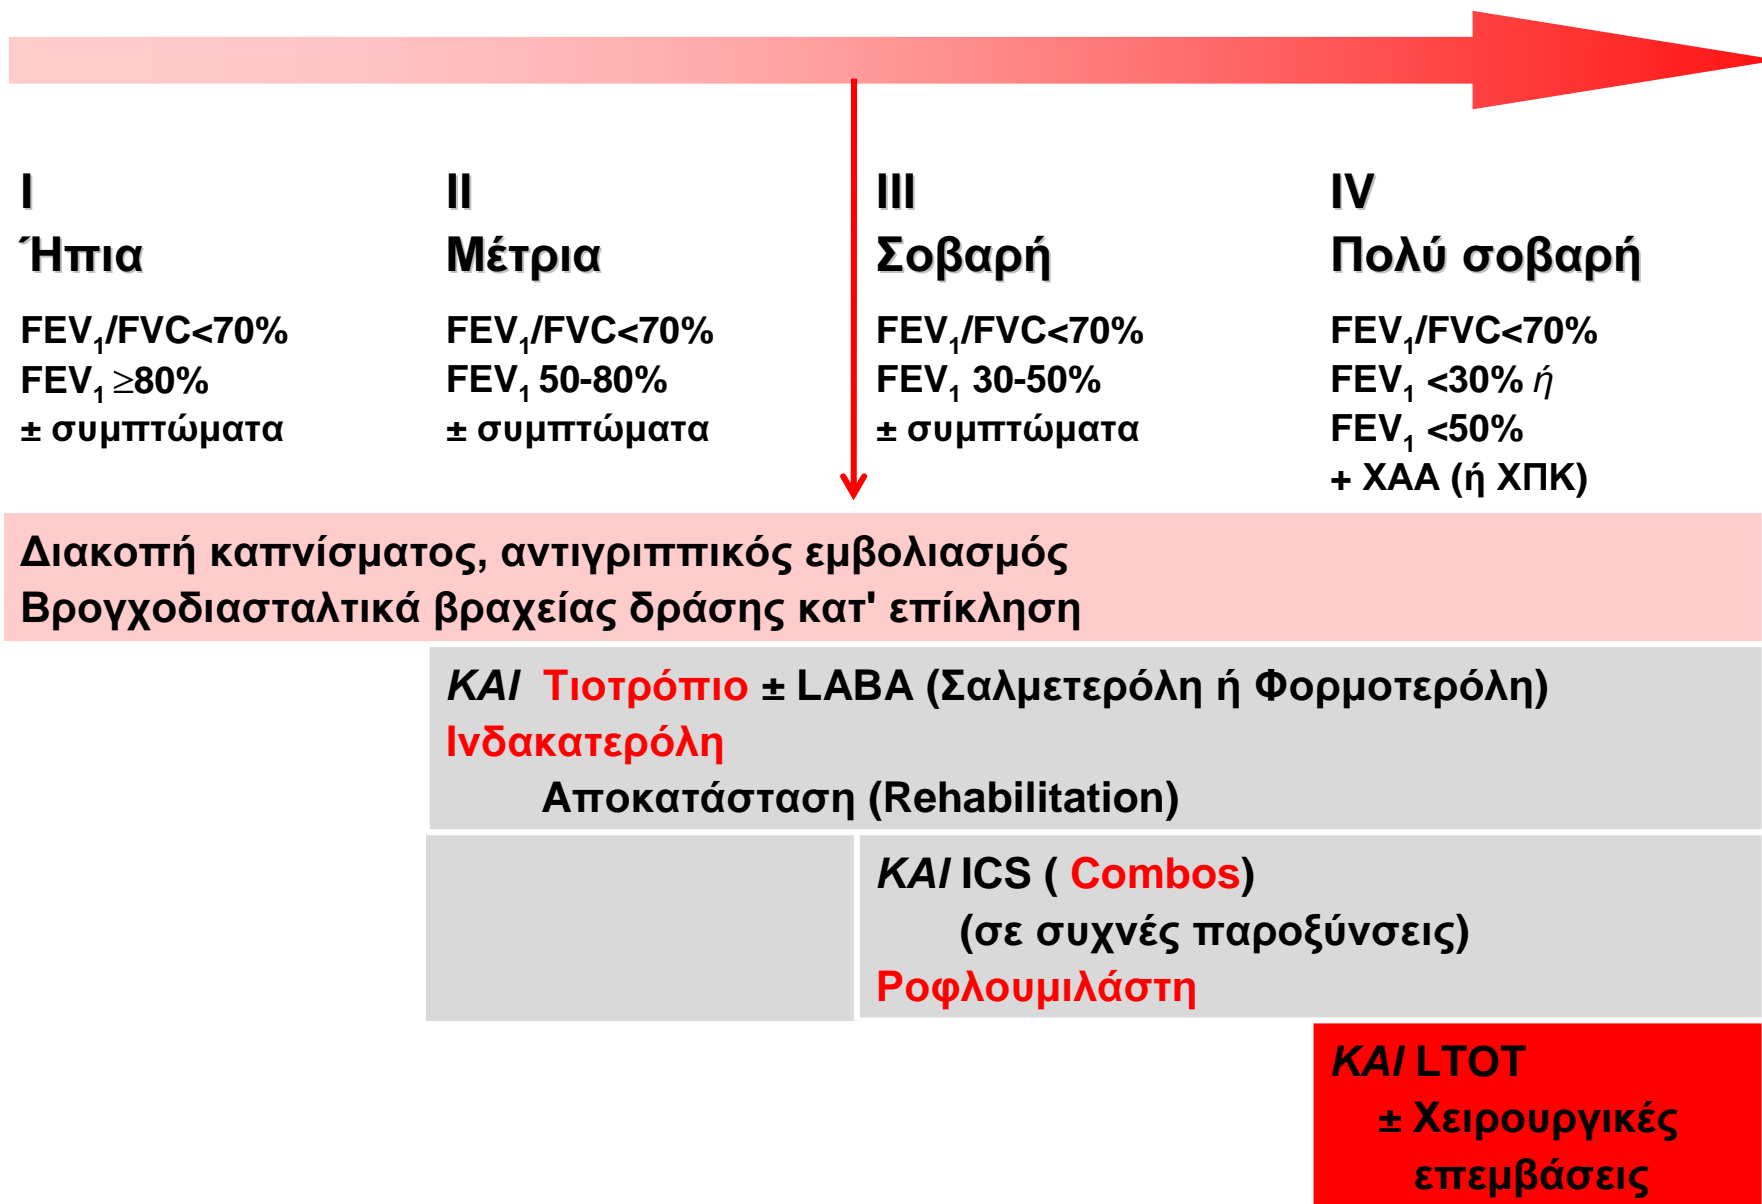 I
Ήπια
FEV₁/FVC<70%
FEV₁ ≥80%
± συμπτώματα
II
Μέτρια
FEV₁/FVC<70%
FEV₁ 50-80%
± συμπτώματα
III
Σοβαρή
FEV₁/FVC<70%
FEV₁ 30-50%
± συμπτώματα
IV
Πολύ σοβαρή
FEV₁/FVC<70%
FEV₁ <30% ή
FEV₁ <50%
+ ΧΑΑ (ή ΧΠΚ)
Διακοπή καπνίσματος, αντιγριππικός εμβολιασμός
Βρογχοδιασταλτικά βραχείας δράσης κατ' επίκληση
ΚΑΙ Τιοτρόπιο ± LABA (Σαλμετερόλη ή Φορμοτερόλη)
Ινδακατερόλη
Αποκατάσταση (Rehabilitation)
ΚΑΙ ICS ( Combos)
(σε συχνές παροξύνσεις)
Ροφλουμιλάστη
ΚΑΙ LTOT
± Χειρουργικές
επεμβάσεις